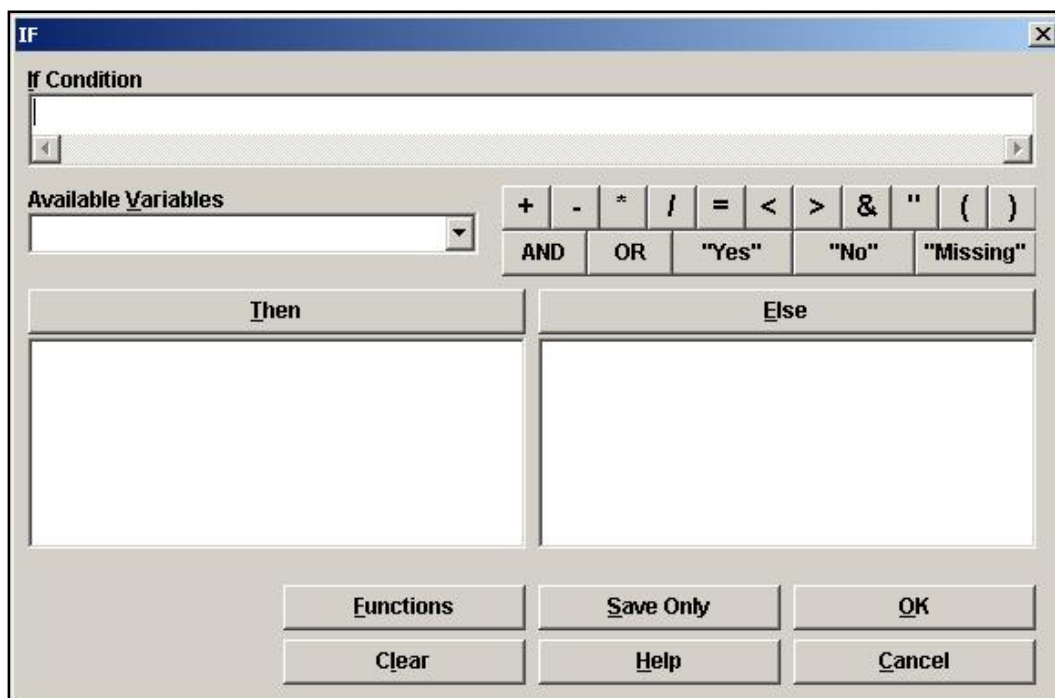 IF
If Condition
Available Variables
+ - * / = < > & " ( )
AND OR "Yes" "No" "Missing"
Then Else
Functions Save Only OK
Clear Help Cancel